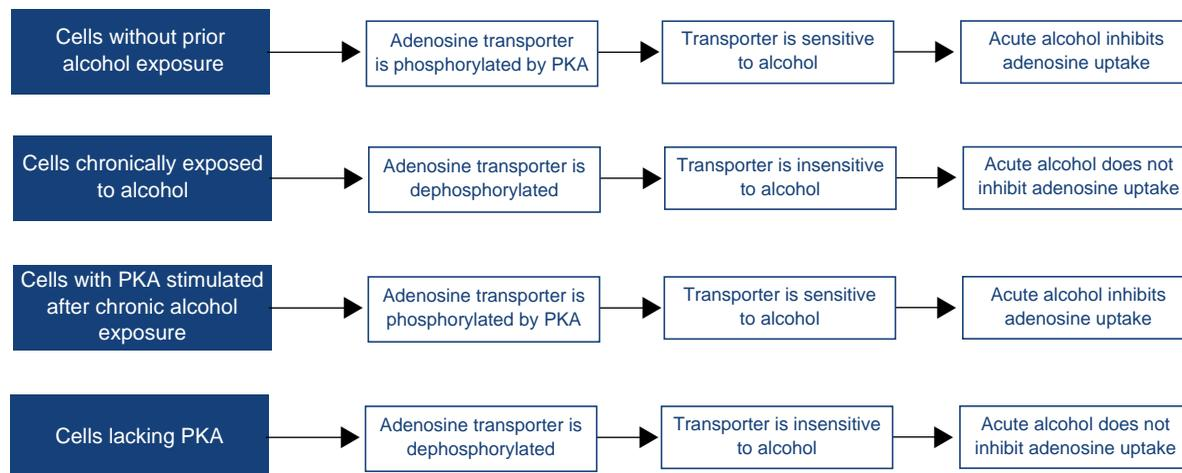 Cells without prior
alcohol exposure
Adenosine transporter
is phosphorylated by PKA
Transporter is sensitive
to alcohol
Acute alcohol inhibits
adenosine uptake
Cells chronically exposed
to alcohol
Adenosine transporter is
dephosphorylated
Transporter is insensitive
to alcohol
Acute alcohol does not
inhibit adenosine uptake
Cells with PKA stimulated
after chronic alcohol
exposure
Adenosine transporter is
phosphorylated by PKA
Transporter is sensitive
to alcohol
Acute alcohol inhibits
adenosine uptake
Cells lacking PKA
Adenosine transporter is
dephosphorylated
Transporter is insensitive
to alcohol
Acute alcohol does not
inhibit adenosine uptake